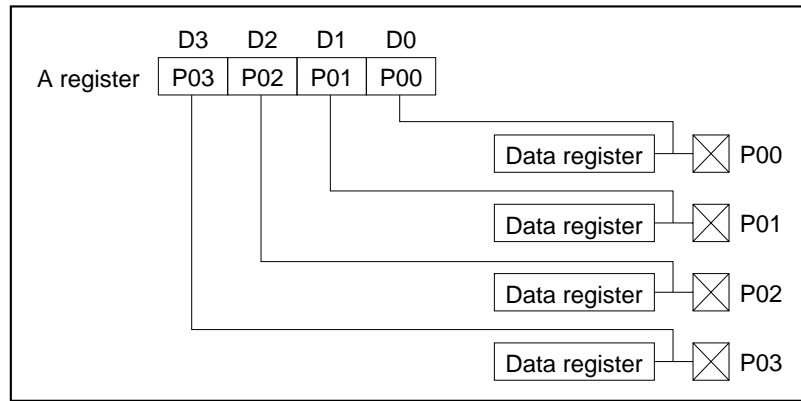 D3 D2 D1 D0
A register P03 P02 P01 P00
Data register P00
Data register P01
Data register P02
Data register P03